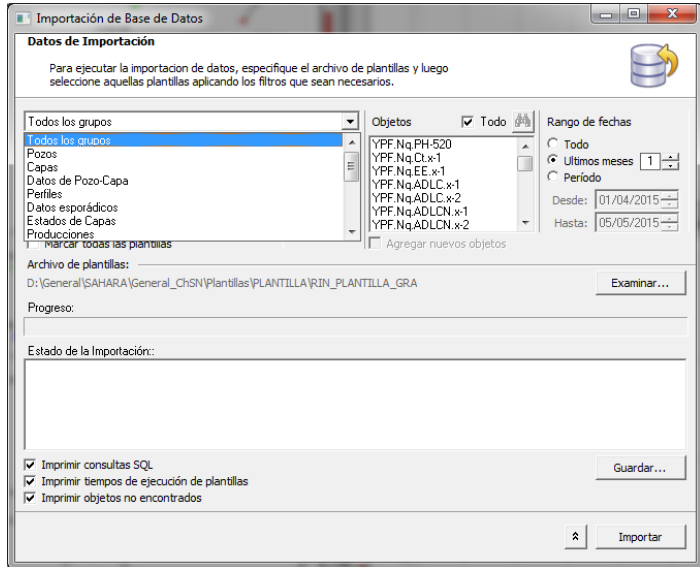 Importación de Base de Datos
Datos de Importación
Para ejecutar la importacion de datos, especifique el archivo de plantillas y luego
seleccione aquellas plantillas aplicando los filtros que sean necesarios.
Todos los grupos
Objetos
Todo
Rango de fechas
Todos los grupos
Pozos
Capas
Datos de Pozo-Capa
Perfiles
Datos esporádicos
Estados de Capas
Producciones
YPF.Nq.PH-520
YPF.Nq.Ct.x-1
YPF.Nq.EE.x-1
YPF.Nq.ADLC.x-1
YPF.Nq.ADLC.x-2
YPF.Nq.ADLCN.x-1
YPF.Nq.ADLCN.x-2
Todo
Ultimos meses 1
Período
Desde: 01/04/2015
Hasta: 05/05/2015
Marcar todas las plantillas
Agregar nuevos objetos
Archivo de plantillas:
D:\General\SAHARA\General_ChSN\Plantillas\PLANTILLA\RIN_PLANTILLA_GRA
Examinar...
Progreso:
Estado de la Importación::
Imprimir consultas SQL
Guardar...
Imprimir tiempos de ejecución de plantillas
Imprimir objetos no encontrados
Importar